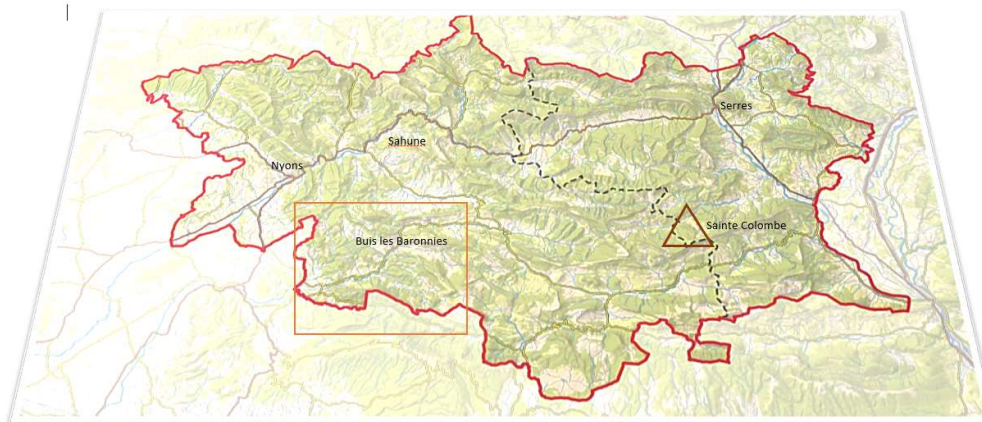 Serres
Sahune
Nyons
Sainte Colombe
Buis les Baronnies